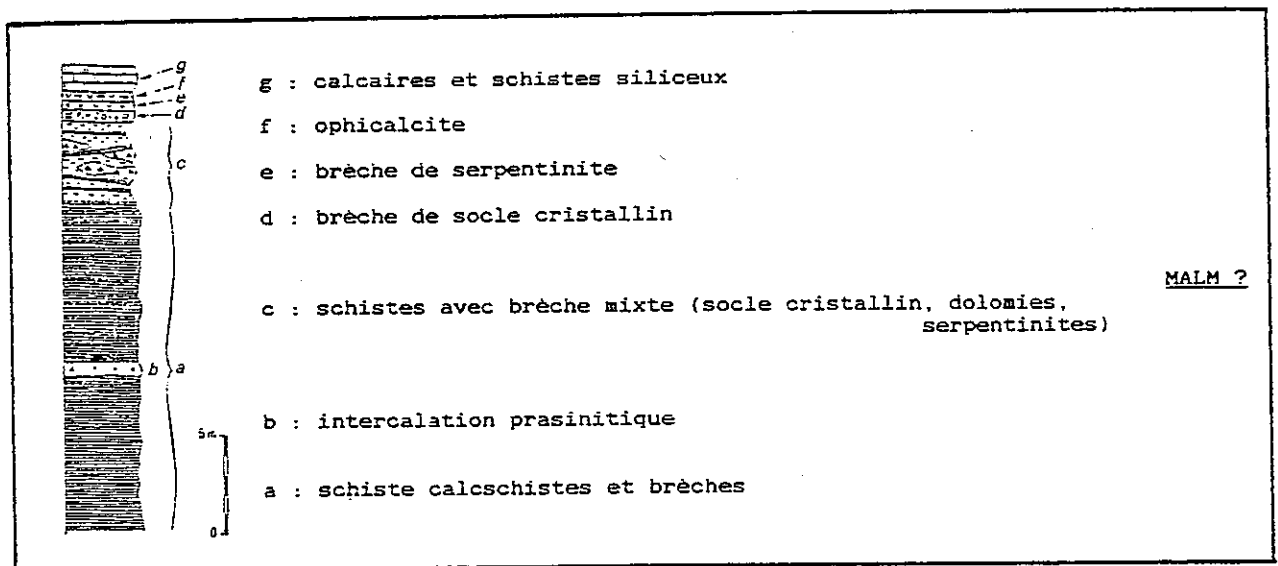 g
f
e
d
c
b
a
5m
0
g : calcaires et schistes siliceux
f : ophicalcite
e : brèche de serpentinite
d : brèche de socle cristallin
MALM ?
c : schistes avec brèche mixte (socle cristallin, dolomies,
serpentinites)
b : intercalation prasinitique
a : schiste calcschistes et brèches